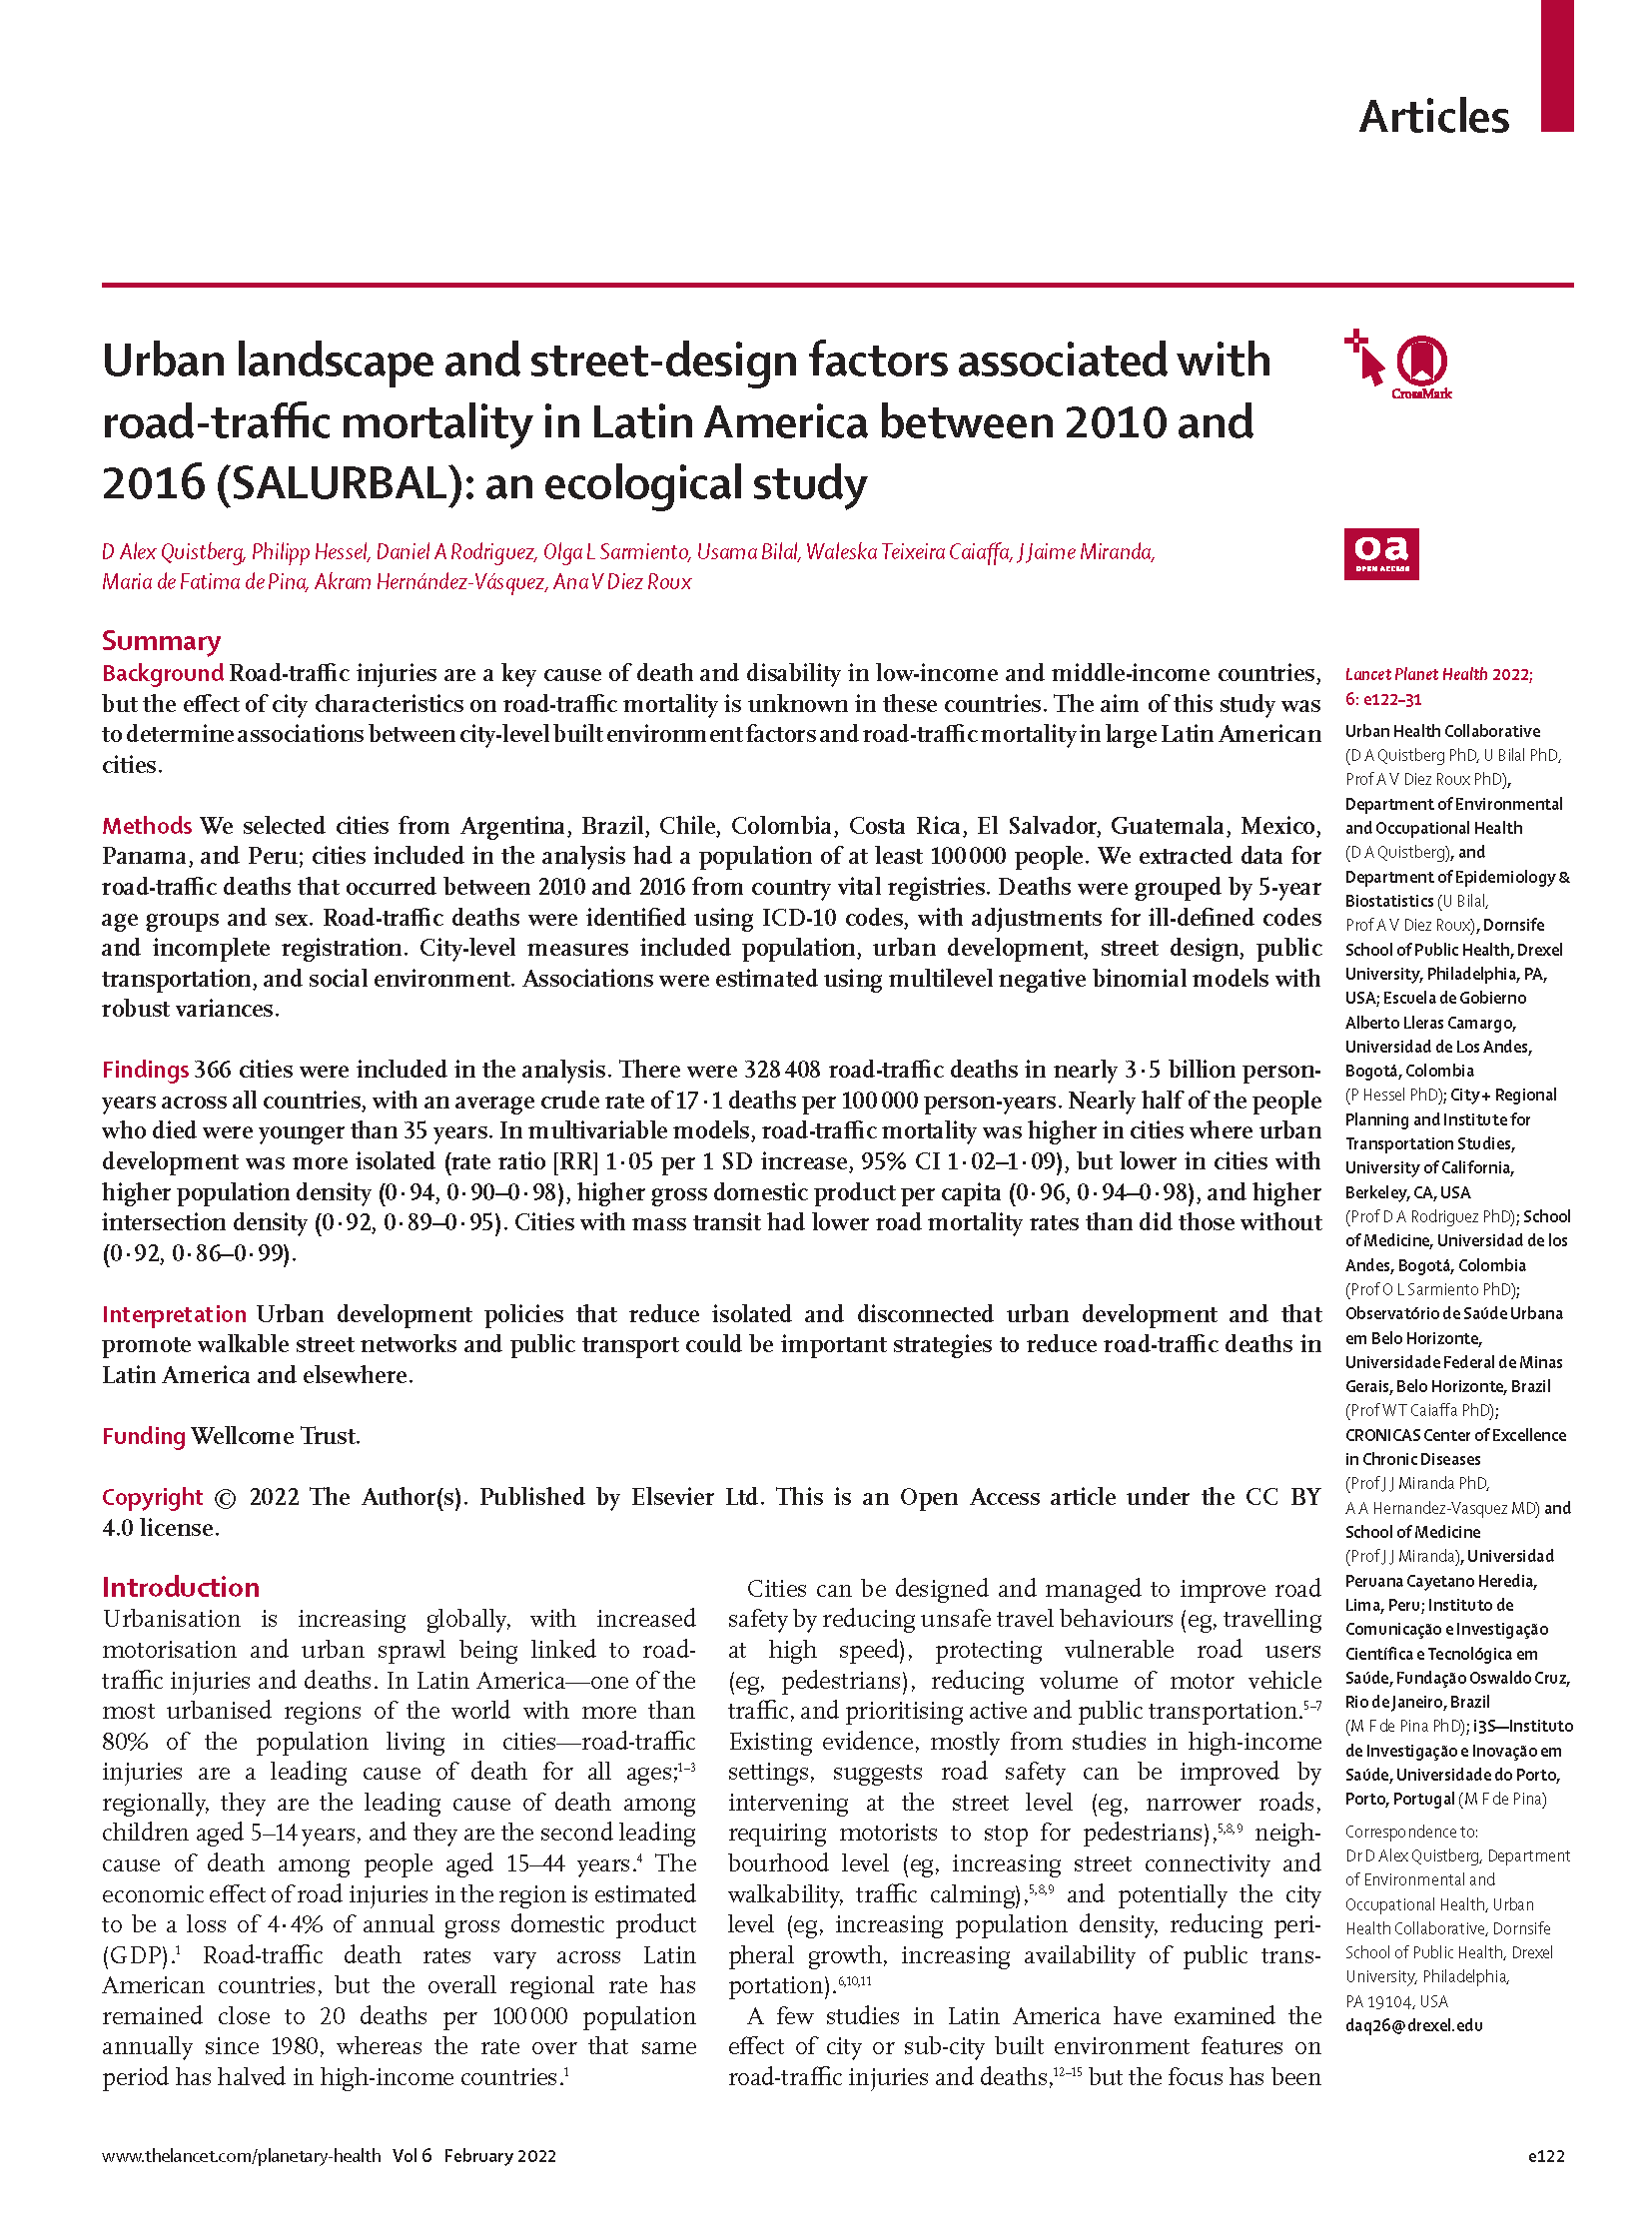 Articles
Urban landscape and street-design factors associated with
road-traffic mortality in Latin America between 2010 and
2016 (SALURBAL): an ecological study
CrossMark
D Alex Quistberg, Philipp Hessel, Daniel A Rodriguez, Olga L Sarmiento, Usama Bilal, Waleska Teixeira Caiaffa, J Jaime Miranda,
Maria de Fatima de Pina, Akram Hernández-Vásquez, Ana V Diez Roux
oa
OPEN ACCESS
Summary
Background Road-traffic injuries are a key cause of death and disability in low-income and middle-income countries,
but the effect of city characteristics on road-traffic mortality is unknown in these countries. The aim of this study was
to determine associations between city-level built environment factors and road-traffic mortality in large Latin American
cities.
Methods We selected cities from Argentina, Brazil, Chile, Colombia, Costa Rica, El Salvador, Guatemala, Mexico,
Panama, and Peru; cities included in the analysis had a population of at least 100 000 people. We extracted data for
road-traffic deaths that occurred between 2010 and 2016 from country vital registries. Deaths were grouped by 5-year
age groups and sex. Road-traffic deaths were identified using ICD-10 codes, with adjustments for ill-defined codes
and incomplete registration. City-level measures included population, urban development, street design, public
transportation, and social environment. Associations were estimated using multilevel negative binomial models with
robust variances.
Findings 366 cities were included in the analysis. There were 328 408 road-traffic deaths in nearly 3·5 billion person-
years across all countries, with an average crude rate of 17·1 deaths per 100 000 person-years. Nearly half of the people
who died were younger than 35 years. In multivariable models, road-traffic mortality was higher in cities where urban
development was more isolated (rate ratio [RR] 1·05 per 1 SD increase, 95% CI 1·02–1·09), but lower in cities with
higher population density (0·94, 0·90–0·98), higher gross domestic product per capita (0·96, 0·94–0·98), and higher
intersection density (0·92, 0·89–0·95). Cities with mass transit had lower road mortality rates than did those without
(0·92, 0·86–0·99).
Interpretation Urban development policies that reduce isolated and disconnected urban development and that
promote walkable street networks and public transport could be important strategies to reduce road-traffic deaths in
Latin America and elsewhere.
Funding Wellcome Trust.
Copyright © 2022 The Author(s). Published by Elsevier Ltd. This is an Open Access article under the CC BY
4.0 license.
Introduction
Urbanisation is increasing globally, with increased
motorisation and urban sprawl being linked to road-
traffic injuries and deaths. In Latin America—one of the
most urbanised regions of the world with more than
80% of the population living in cities—road-traffic
injuries are a leading cause of death for all ages;1–3
regionally, they are the leading cause of death among
children aged 5–14 years, and they are the second leading
cause of death among people aged 15–44 years.4 The
economic effect of road injuries in the region is estimated
to be a loss of 4·4% of annual gross domestic product
(GDP).1 Road-traffic death rates vary across Latin
American countries, but the overall regional rate has
remained close to 20 deaths per 100 000 population
annually since 1980, whereas the rate over that same
period has halved in high-income countries.1
Cities can be designed and managed to improve road
safety by reducing unsafe travel behaviours (eg, travelling
at high speed), protecting vulnerable road users
(eg, pedestrians), reducing volume of motor vehicle
traffic, and prioritising active and public transportation.5–7
Existing evidence, mostly from studies in high-income
settings, suggests road safety can be improved by
intervening at the street level (eg, narrower roads,
requiring motorists to stop for pedestrians),5,8,9 neigh-
bourhood level (eg, increasing street connectivity and
walkability, traffic calming),5,8,9 and potentially the city
level (eg, increasing population density, reducing peri-
pheral growth, increasing availability of public trans-
portation).6,10,11
A few studies in Latin America have examined the
effect of city or sub-city built environment features on
road-traffic injuries and deaths,12–15 but the focus has been
Lancet Planet Health 2022;
6: e122–31
Urban Health Collaborative
(D A Quistberg PhD, U Bilal PhD,
Prof A V Diez Roux PhD),
Department of Environmental
and Occupational Health
(D A Quistberg), and
Department of Epidemiology &
Biostatistics (U Bilal,
Prof A V Diez Roux), Dornsife
School of Public Health, Drexel
University, Philadelphia, PA,
USA; Escuela de Gobierno
Alberto Lleras Camargo,
Universidad de Los Andes,
Bogotá, Colombia
(P Hessel PhD); City + Regional
Planning and Institute for
Transportation Studies,
University of California,
Berkeley, CA, USA
(Prof D A Rodriguez PhD); School
of Medicine, Universidad de los
Andes, Bogotá, Colombia
(Prof O L Sarmiento PhD);
Observatório de Saúde Urbana
em Belo Horizonte,
Universidade Federal de Minas
Gerais, Belo Horizonte, Brazil
(Prof W T Caiaffa PhD);
CRONICAS Center of Excellence
in Chronic Diseases
(Prof J J Miranda PhD,
A A Hernandez-Vasquez MD) and
School of Medicine
(Prof J J Miranda), Universidad
Peruana Cayetano Heredia,
Lima, Peru; Instituto de
Comunicação e Investigação
Científica e Tecnológica em
Saúde, Fundação Oswaldo Cruz,
Rio de Janeiro, Brazil
(M F de Pina PhD); i3S—Instituto
de Investigação e Inovação em
Saúde, Universidade do Porto,
Porto, Portugal (M F de Pina)
Correspondence to:
Dr D Alex Quistberg, Department
of Environmental and
Occupational Health, Urban
Health Collaborative, Dornsife
School of Public Health, Drexel
University, Philadelphia,
PA 19104, USA
daq26@drexel.edu
www.thelancet.com/planetary-health Vol 6 February 2022
e122